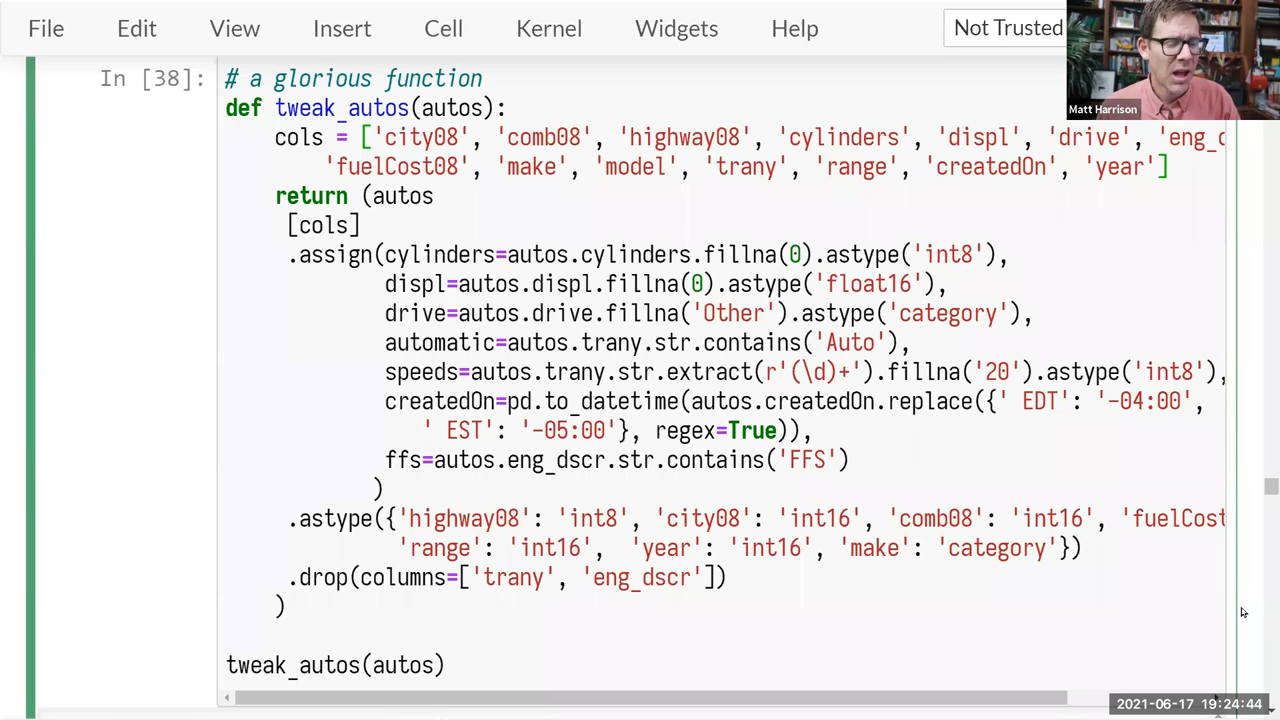 File Edit View Insert Cell Kernel Widgets Help Not Trusted
Matt Harrison
In [38]:
# a glorious function
def tweak_autos(autos):
    cols = ['city08', 'comb08', 'highway08', 'cylinders', 'displ', 'drive', 'eng_d
        'fuelCost08', 'make', 'model', 'trany', 'range', 'createdOn', 'year']
    return (autos
     [cols]
     .assign(cylinders=autos.cylinders.fillna(0).astype('int8'),
             displ=autos.displ.fillna(0).astype('float16'),
             drive=autos.drive.fillna('Other').astype('category'),
             automatic=autos.trany.str.contains('Auto'),
             speeds=autos.trany.str.extract(r'(\d)+').fillna('20').astype('int8'),
             createdOn=pd.to_datetime(autos.createdOn.replace({' EDT': '-04:00',
                ' EST': '-05:00'}, regex=True)),
             ffs=autos.eng_dscr.str.contains('FFS')
            )
     .astype({'highway08': 'int8', 'city08': 'int16', 'comb08': 'int16', 'fuelCost
              'range': 'int16',  'year': 'int16', 'make': 'category'})
     .drop(columns=['trany', 'eng_dscr'])
    )
tweak_autos(autos)
2021-06-17 19:24:44